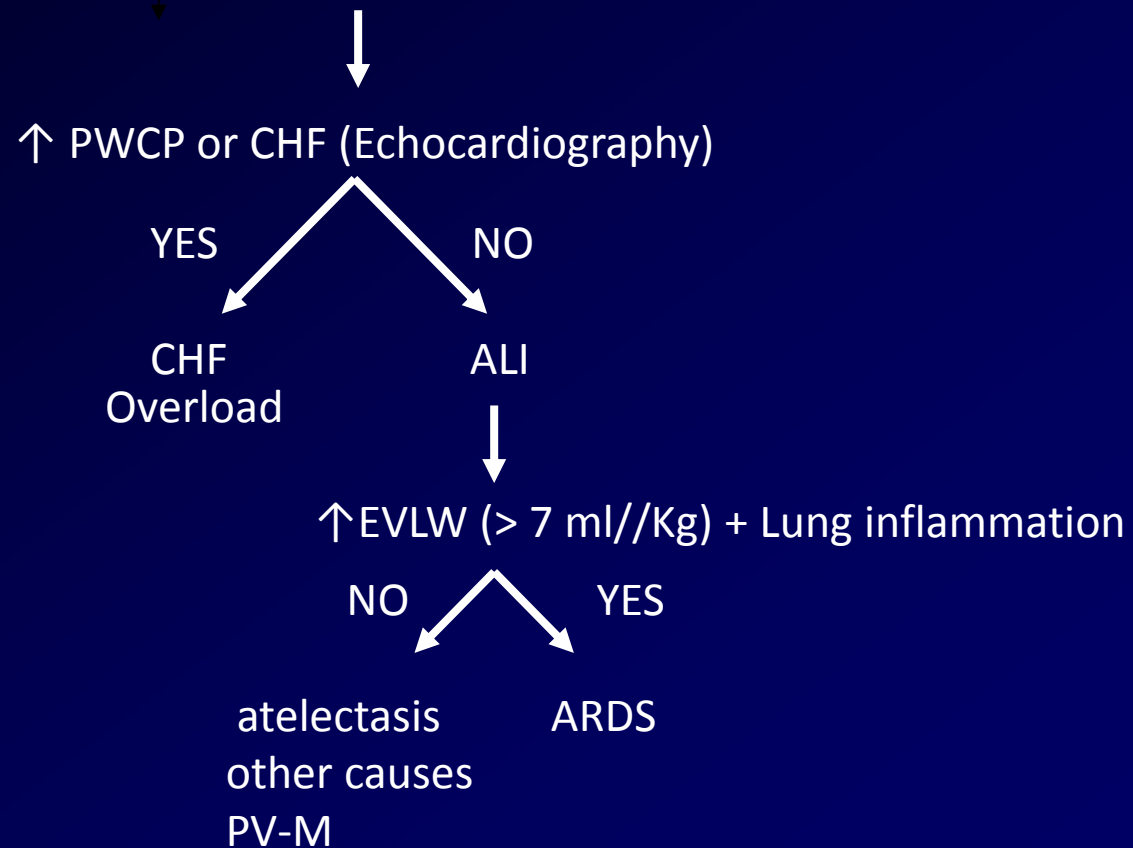 ↑ PWCP or CHF (Echocardiography)
YES NO
CHF ALI
Overload
↑EVLW (> 7 ml//Kg) + Lung inflammation
NO YES
atelectasis ARDS
other causes
PV-M